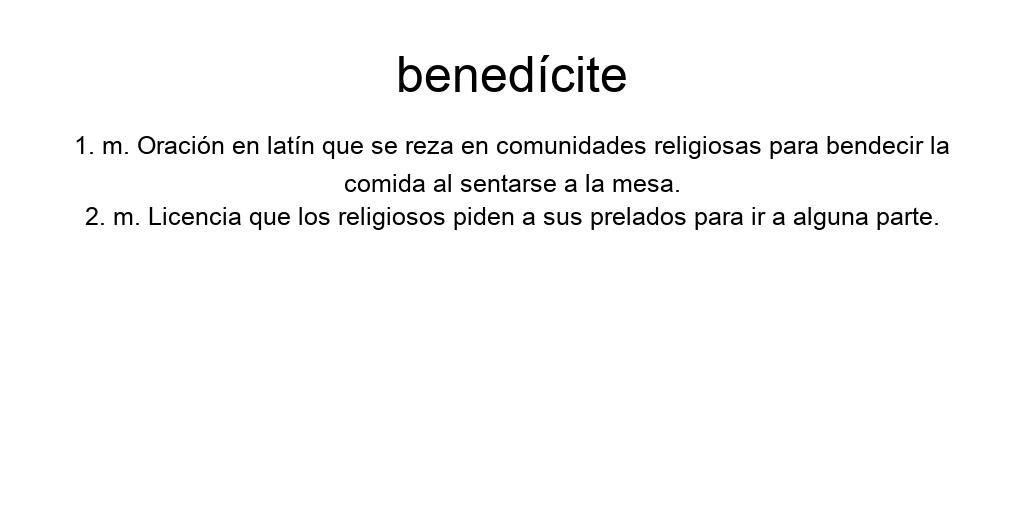 benedícite
1. m. Oración en latín que se reza en comunidades religiosas para bendecir la
comida al sentarse a la mesa.
2. m. Licencia que los religiosos piden a sus prelados para ir a alguna parte.